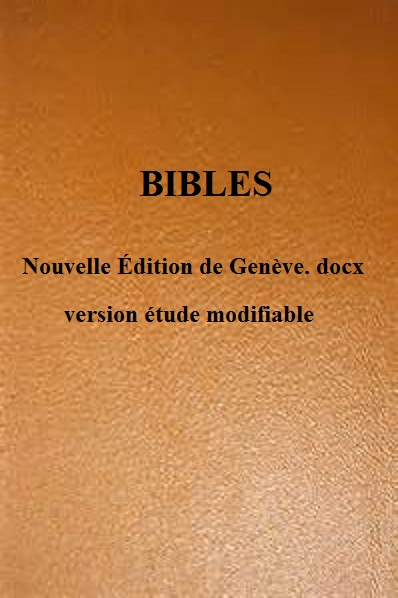 BIBLES
Nouvelle Édition de Genève. docx
version étude modifiable